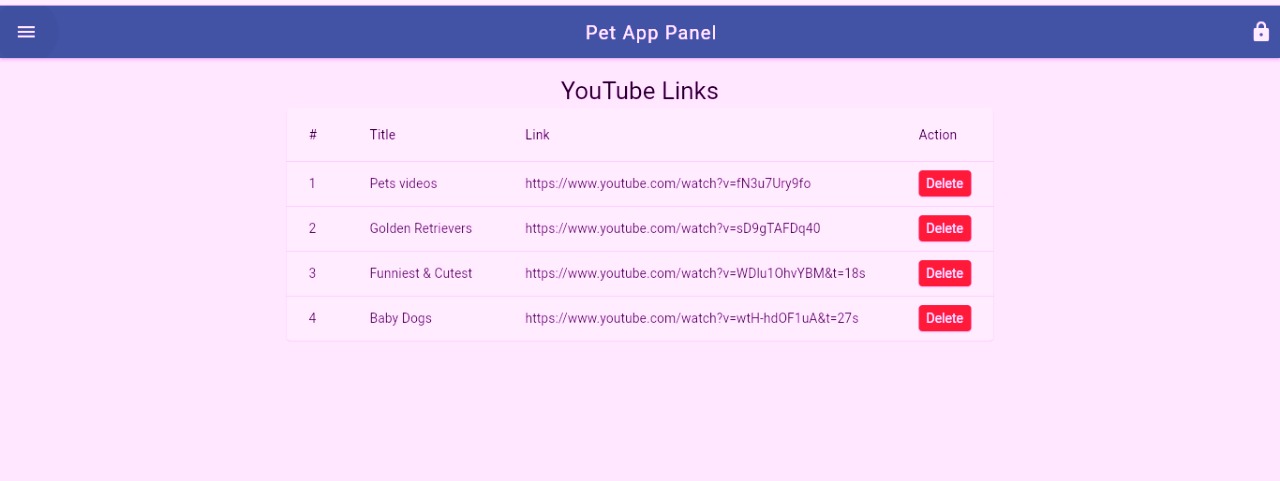 Pet App Panel
YouTube Links
# Title Link Action
1 Pets videos https://www.youtube.com/watch?v=fN3u7Ury9fo Delete
2 Golden Retrievers https://www.youtube.com/watch?v=sD9gTAFDq40 Delete
3 Funniest & Cutest https://www.youtube.com/watch?v=WDlu1OhvYBM&t=18s Delete
4 Baby Dogs https://www.youtube.com/watch?v=wtH-hdOF1uA&t=27s Delete